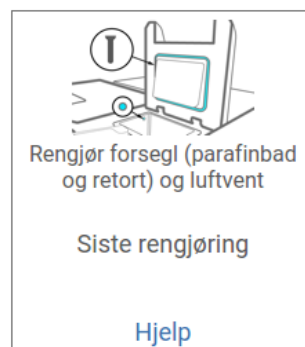 Rengjør forsegl (parafinbad
og retort) og luftvent
Siste rengjøring
Hjelp